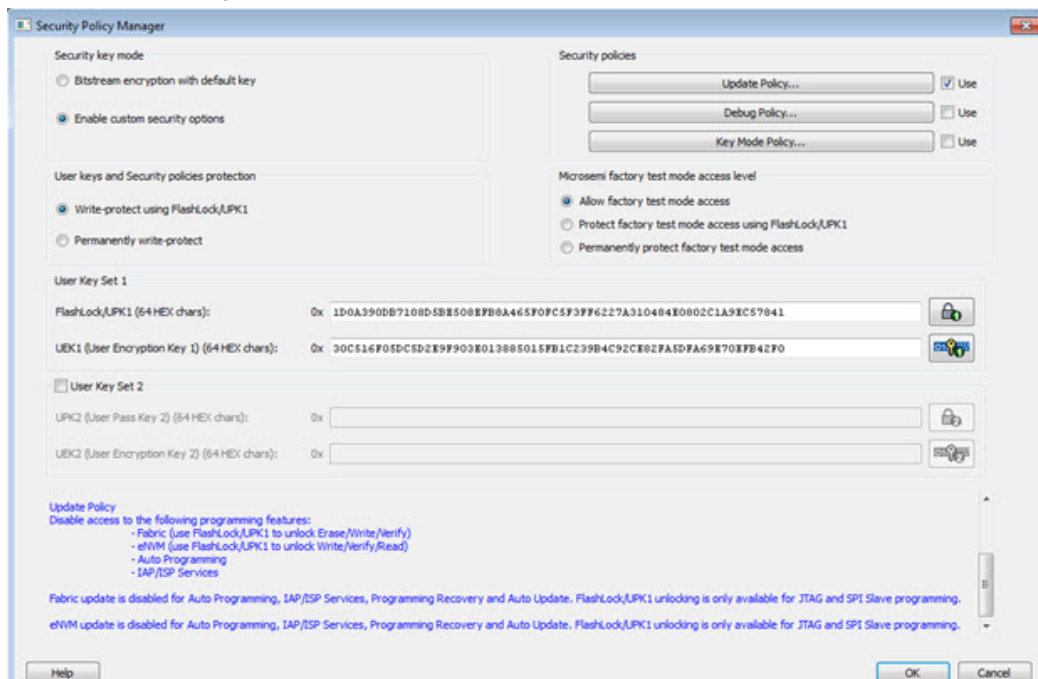 Security Policy Manager
Security key mode
Bitstream encryption with default key
Enable custom security options
Security policies
Update Policy... Use
Debug Policy... Use
Key Mode Policy... Use
User keys and Security policies protection
Write-protect using FlashLock/UPK1
Permanently write-protect
Microsemi factory test mode access level
Allow factory test mode access
Protect factory test mode access using FlashLock/UPK1
Permanently protect factory test mode access
User Key Set 1
FlashLock/UPK1 (64 HEX chars): 0x 1D0A390DB7108D5BE508EFB8A465F0FC5F3FF6227A310484E0802C1A9EC57841
UEK1 (User Encryption Key 1) (64 HEX chars): 0x 30C516F05DC5D2E9F903E013885015FB1C239B4C92CE82FA5DFA69E70EFB42F0
User Key Set 2
UPK2 (User Pass Key 2) (64 HEX chars): 0x
UEK2 (User Encryption Key 2) (64 HEX chars): 0x
Update Policy
Disable access to the following programming features:
- Fabric (use FlashLock/UPK1 to unlock Erase/Write/Verify)
- eNVM (use FlashLock/UPK1 to unlock Write/Verify/Read)
- Auto Programming
- IAP/ISP Services
Fabric update is disabled for Auto Programming, IAP/ISP Services, Programming Recovery and Auto Update. FlashLock/UPK1 unlocking is only available for JTAG and SPI Slave programming.
eNVM update is disabled for Auto Programming, IAP/ISP Services, Programming Recovery and Auto Update. FlashLock/UPK1 unlocking is only available for JTAG and SPI Slave programming.
Help OK Cancel